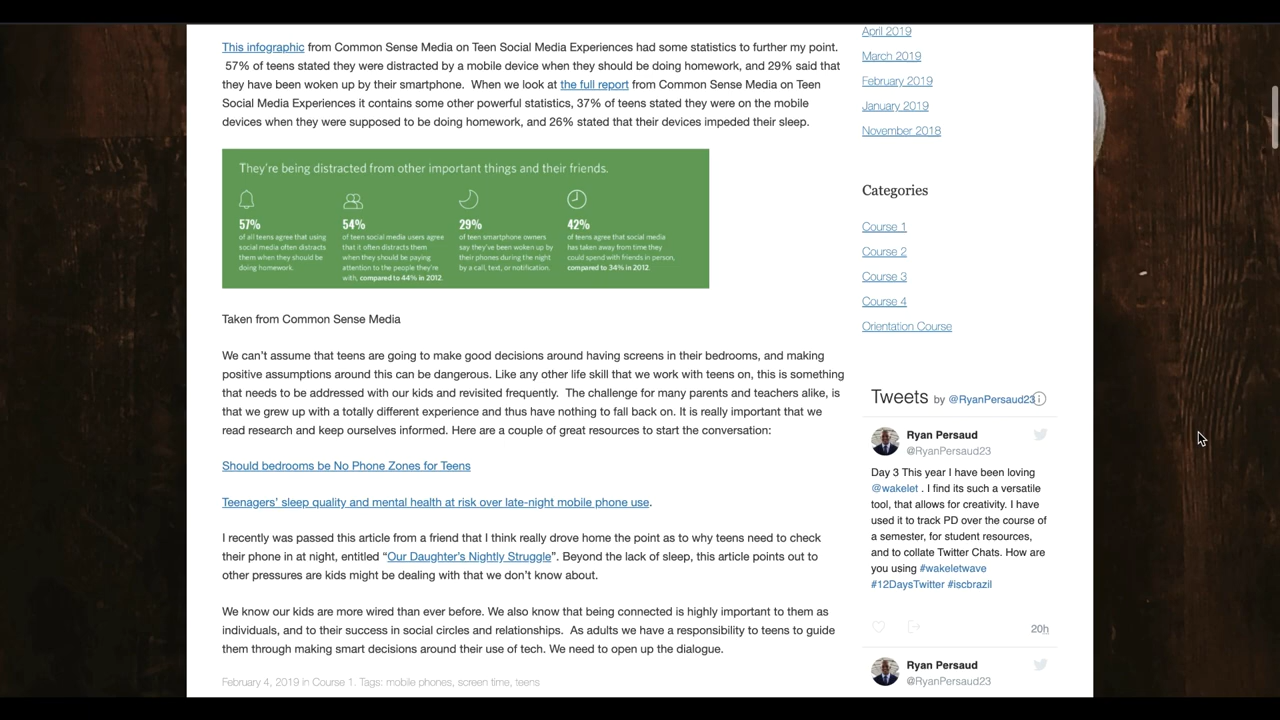 This infographic from Common Sense Media on Teen Social Media Experiences had some statistics to further my point.
57% of teens stated they were distracted by a mobile device when they should be doing homework, and 29% said that
they have been woken up by their smartphone.  When we look at the full report from Common Sense Media on Teen
Social Media Experiences it contains some other powerful statistics, 37% of teens stated they were on the mobile
devices when they were supposed to be doing homework, and 26% stated that their devices impeded their sleep.
They're being distracted from other important things and their friends.
57%
of all teens agree that using
social media often distracts
them when they should be
doing homework.
54%
of teen social media users agree
that it often distracts them
when they should be paying
attention to the people they're
with, compared to 44% in 2012.
29%
of teen smartphone owners
say they've been woken up by
their phones during the night
by a call, text, or notification.
42%
of teens agree that social media
has taken away from time they
could spend with friends in person,
compared to 34% in 2012.
Taken from Common Sense Media
We can't assume that teens are going to make good decisions around having screens in their bedrooms, and making
positive assumptions around this can be dangerous. Like any other life skill that we work with teens on, this is something
that needs to be addressed with our kids and revisited frequently.  The challenge for many parents and teachers alike, is
that we grew up with a totally different experience and thus have nothing to fall back on. It is really important that we
read research and keep ourselves informed. Here are a couple of great resources to start the conversation:
Should bedrooms be No Phone Zones for Teens
Teenagers' sleep quality and mental health at risk over late-night mobile phone use.
I recently was passed this article from a friend that I think really drove home the point as to why teens need to check
their phone in at night, entitled “Our Daughter's Nightly Struggle”. Beyond the lack of sleep, this article points out to
other pressures are kids might be dealing with that we don't know about.
We know our kids are more wired than ever before. We also know that being connected is highly important to them as
individuals, and to their success in social circles and relationships.  As adults we have a responsibility to teens to guide
them through making smart decisions around their use of tech. We need to open up the dialogue.
February 4, 2019 in Course 1. Tags: mobile phones, screen time, teens
April 2019
March 2019
February 2019
January 2019
November 2018
Categories
Course 1
Course 2
Course 3
Course 4
Orientation Course
Tweets by @RyanPersaud23
Ryan Persaud
@RyanPersaud23
Day 3 This year I have been loving
@wakelet . I find its such a versatile
tool, that allows for creativity. I have
used it to track PD over the course of
a semester, for student resources,
and to collate Twitter Chats. How are
you using #wakeletwave
#12DaysTwitter #iscbrazil
20h
Ryan Persaud
@RyanPersaud23